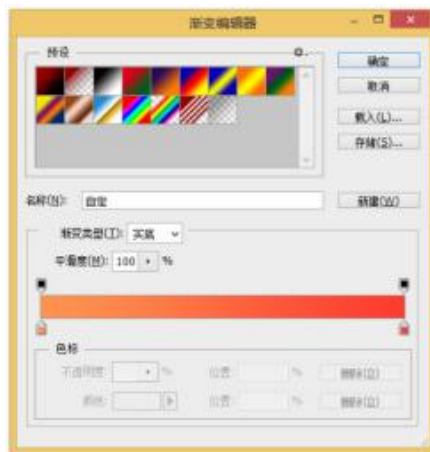 渐变编辑器
预设
确定
取消
载入(L)...
存储(S)...
名称(N): 自定
新建(W)
渐变类型(T): 实底
平滑度(M): 100 %
色标
不透明度: % 位置: % 删除(D)
颜色: 位置: % 删除(D)